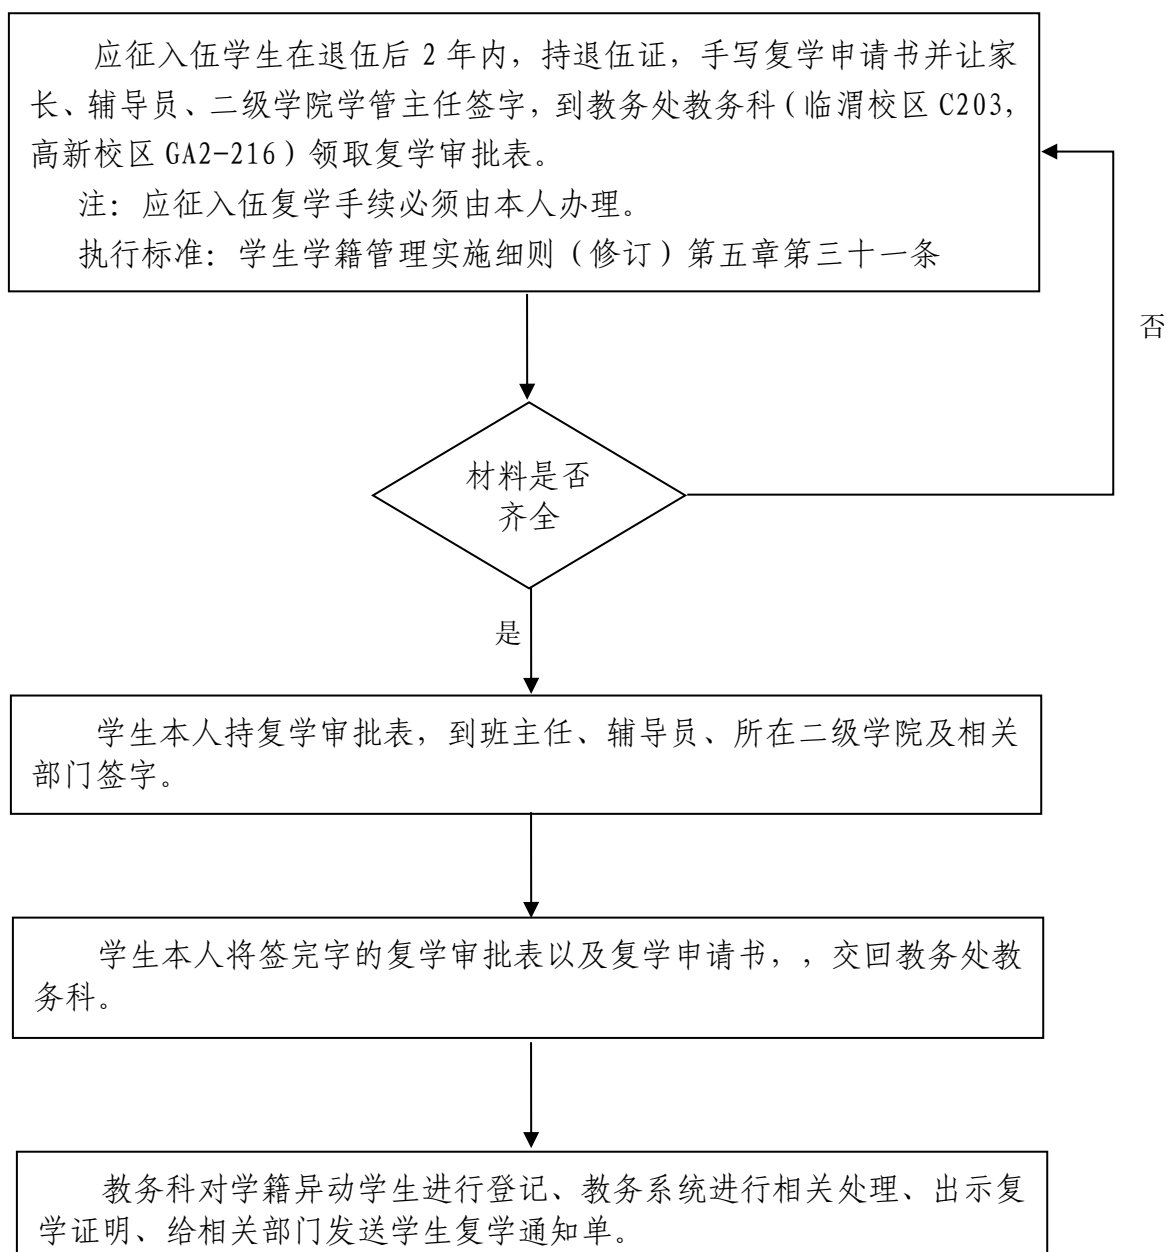 应征入伍学生在退伍后 2 年内，持退伍证，手写复学申请书并让家
长、辅导员、二级学院学管主任签字，到教务处教务科（临渭校区 C203，
高新校区 GA2-216）领取复学审批表。
注：应征入伍复学手续必须由本人办理。
执行标准：学生学籍管理实施细则（修订）第五章第三十一条
否
材料是否
齐全
是
学生本人持复学审批表，到班主任、辅导员、所在二级学院及相关
部门签字。
学生本人将签完字的复学审批表以及复学申请书，，交回教务处教
务科。
教务科对学籍异动学生进行登记、教务系统进行相关处理、出示复
学证明、给相关部门发送学生复学通知单。